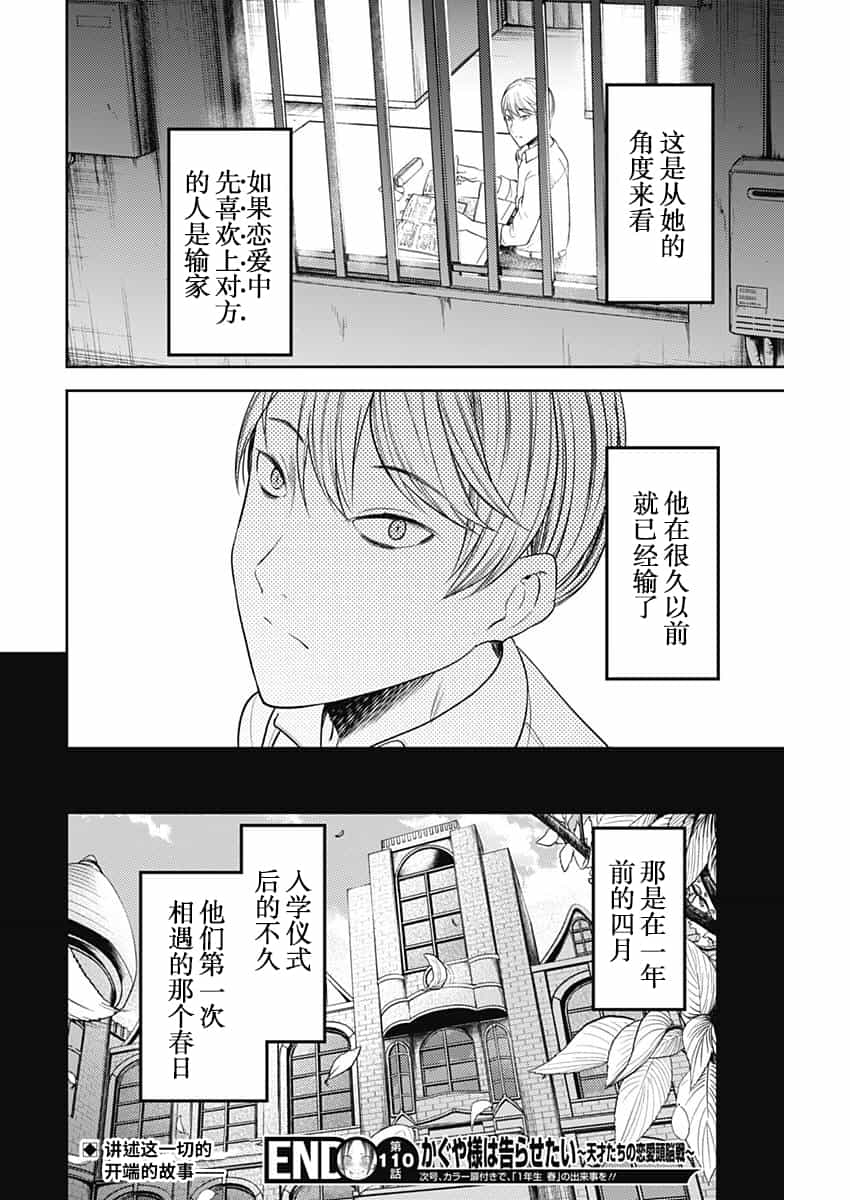 这是从她的
角度来看
如果恋爱中
先喜欢上对方
的人是输家
他在很久以前
就已经输了
那是在一年
前的四月
入学仪式
后的不久
他们第一次
相遇的那个春日
◆讲述这一切的
开端的故事——
END
第110話
かぐや様は告らせたい～天才たちの恋愛頭脳戦～
次号、カラー扉付きで、「1年生 春」の出来事を!!